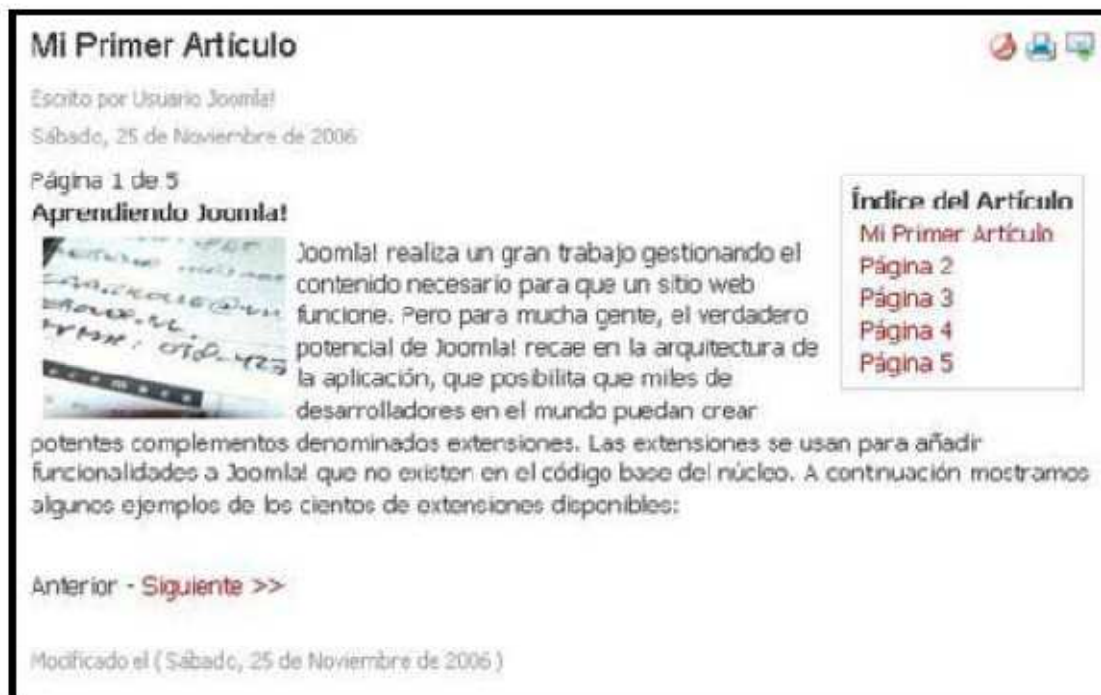 Mi Primer Artículo
Escrito por Usuario Joomla!
Sábado, 25 de Noviembre de 2006
Página 1 de 5
Aprendiendo Joomla!
Joomla! realiza un gran trabajo gestionando el
contenido necesario para que un sitio web
funcione. Pero para mucha gente, el verdadero
potencial de Joomla! recae en la arquitectura de
la aplicación, que posibilita que miles de
desarrolladores en el mundo puedan crear
potentes complementos denominados extensiones. Las extensiones se usan para añadir
funcionalidades a Joomla! que no existen en el código base del núcleo. A continuación mostramos
algunos ejemplos de los cientos de extensiones disponibles:
Índice del Artículo
Mi Primer Artículo
Página 2
Página 3
Página 4
Página 5
Anterior - Siguiente >>
Modificado el ( Sábado, 25 de Noviembre de 2006 )